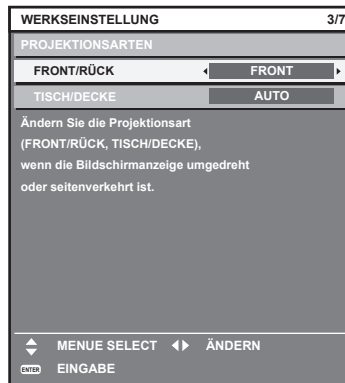 WERKSEINSTELLUNG 3/7
PROJEKTIONSARTEN
FRONT/RÜCK FRONT
TISCH/DECKE AUTO
Ändern Sie die Projektionsart
(FRONT/RÜCK, TISCH/DECKE),
wenn die Bildschirmanzeige umgedreht
oder seitenverkehrt ist.
MENUE SELECT ÄNDERN
ENTER EINGABE